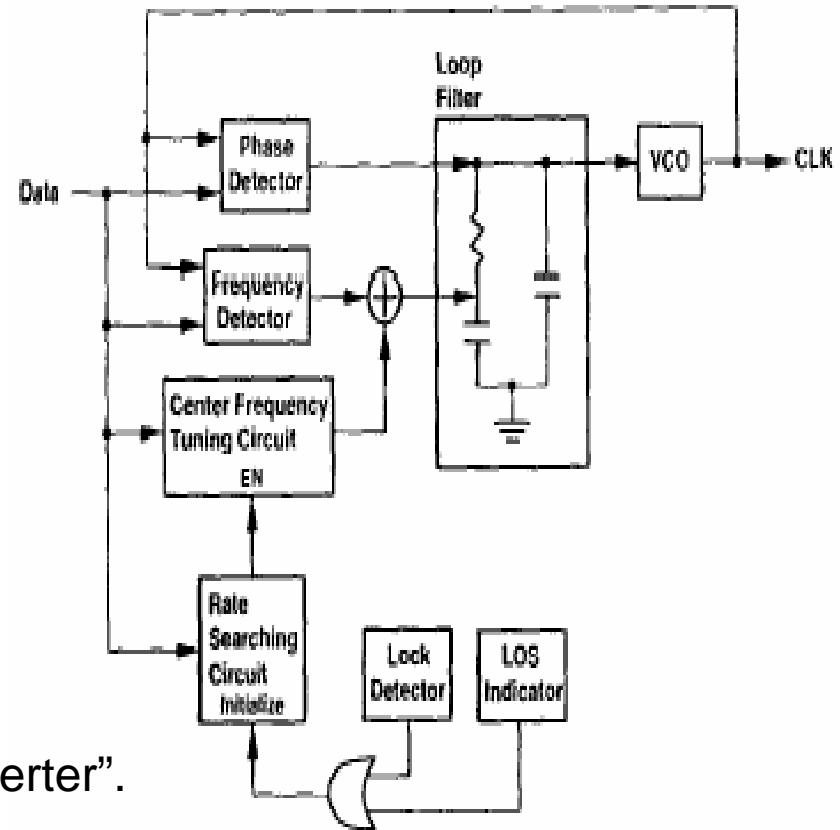 Loop
Filter
Phase
Detector
VCO
CLK
Data
Frequency
Detector
Center Frequency
Tuning Circuit
EN
Rate
Searching
Circuit
Initialize
Lock
Detector
LOS
Indicator
erter”.